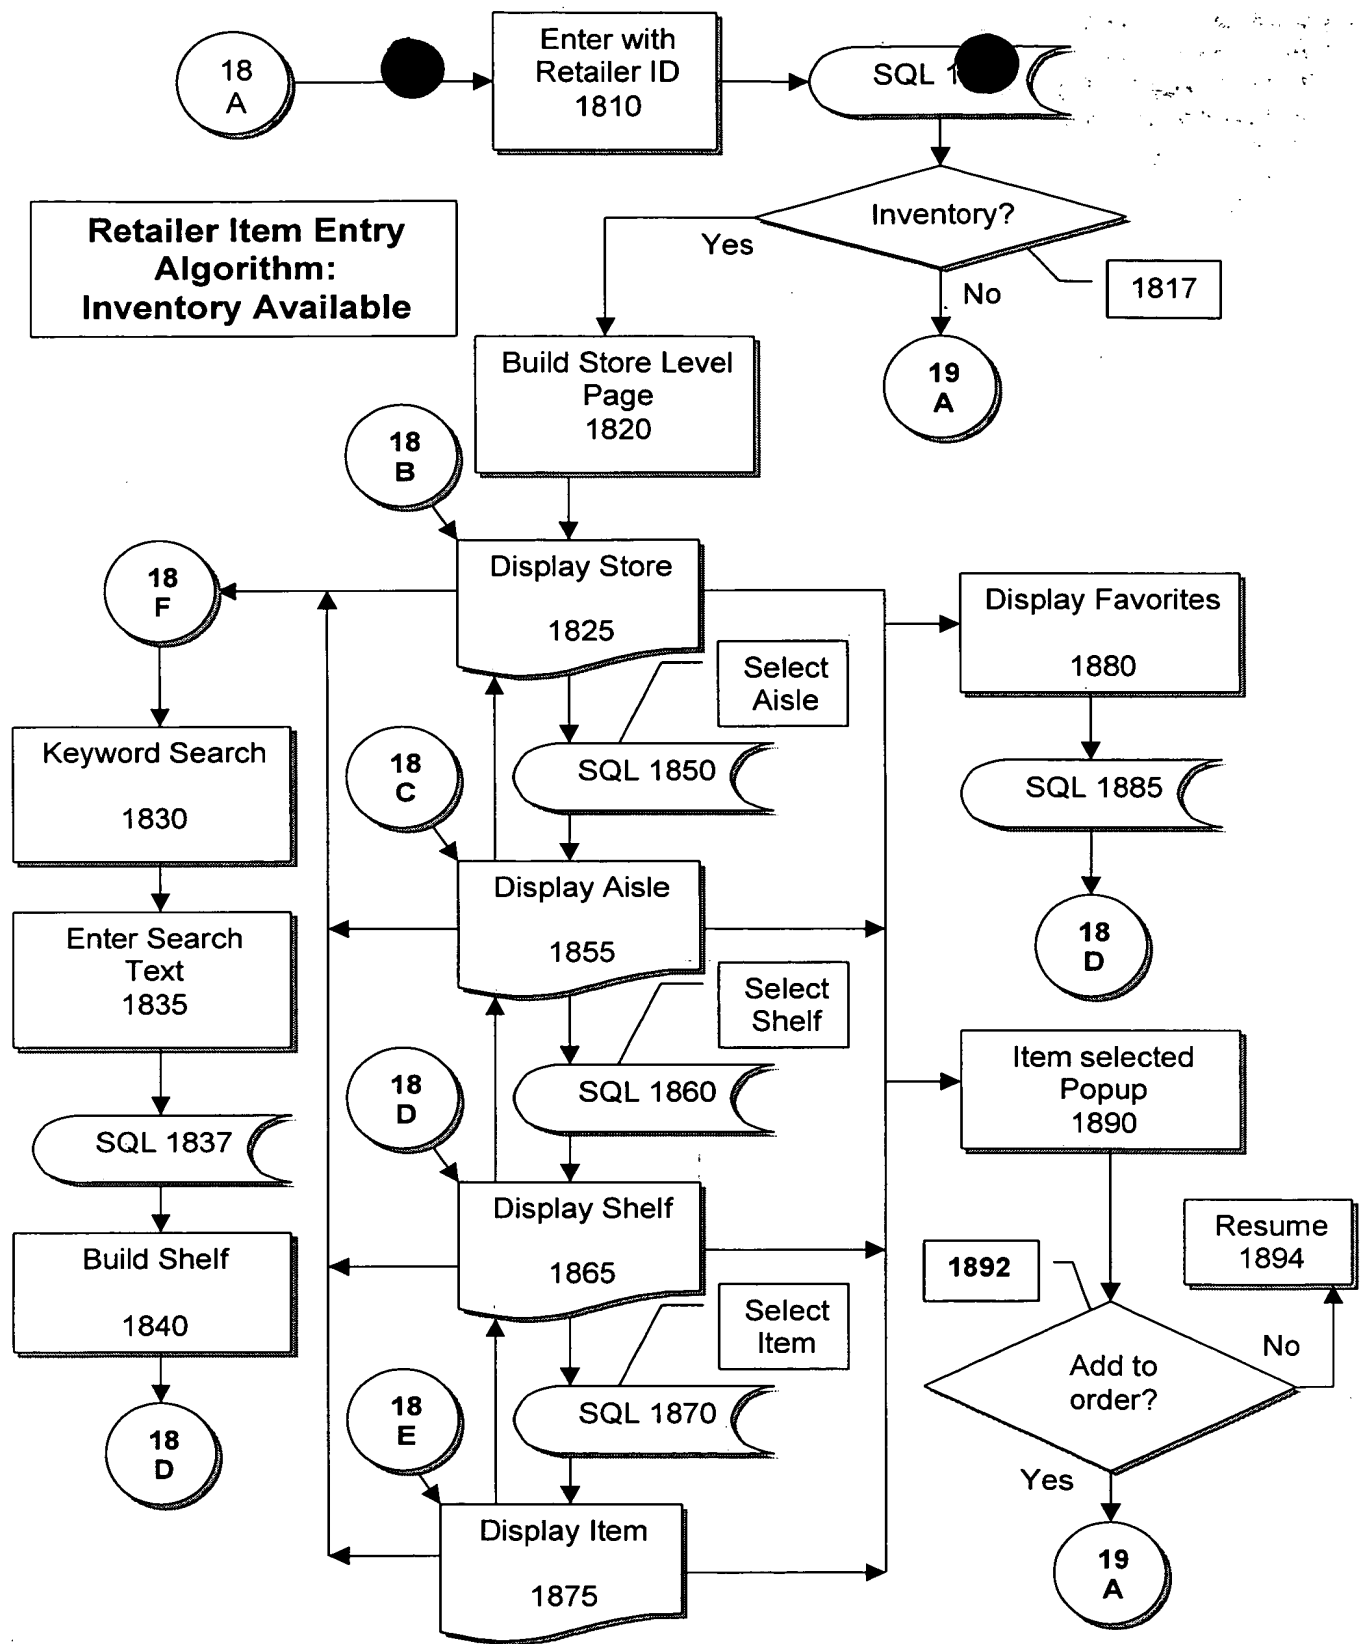 18
A
Enter with
Retailer ID
1810
SQL
Inventory?
Yes
No
1817
Retailer Item Entry
Algorithm:
Inventory Available
Build Store Level
Page
1820
19
A
18
B
Display Store
1825
18
F
Display Favorites
1880
Select
Aisle
Keyword Search
1830
18
C
SQL 1850
SQL 1885
Display Aisle
1855
Enter Search
Text
1835
18
D
Select
Shelf
Item selected
Popup
1890
18
D
SQL 1860
SQL 1837
Display Shelf
1865
Build Shelf
1840
Resume
1894
1892
Select
Item
No
Add to
order?
18
E
SQL 1870
18
D
Yes
Display Item
1875
19
A